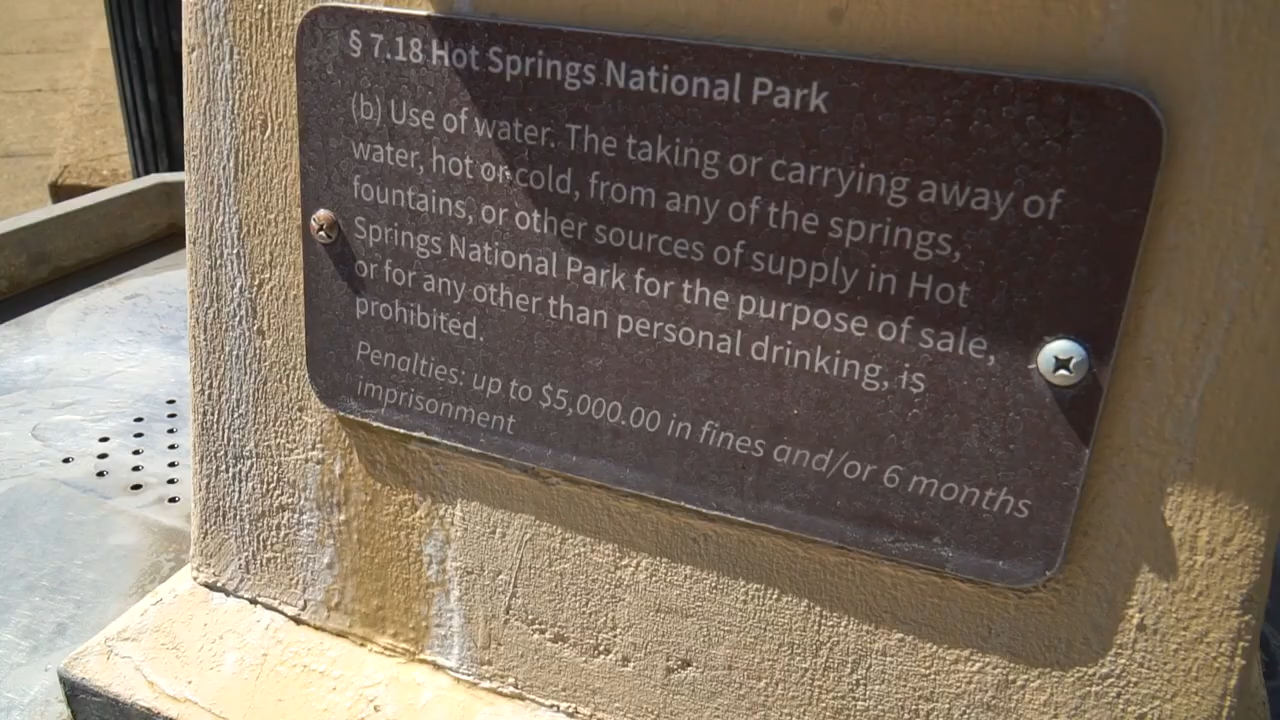 § 7.18 Hot Springs National Park
(b) Use of water. The taking or carrying away of
water, hot or cold, from any of the springs,
fountains, or other sources of supply in Hot
Springs National Park for the purpose of sale,
or for any other than personal drinking, is
prohibited.
Penalties: up to $5,000.00 in fines and/or 6 months
imprisonment